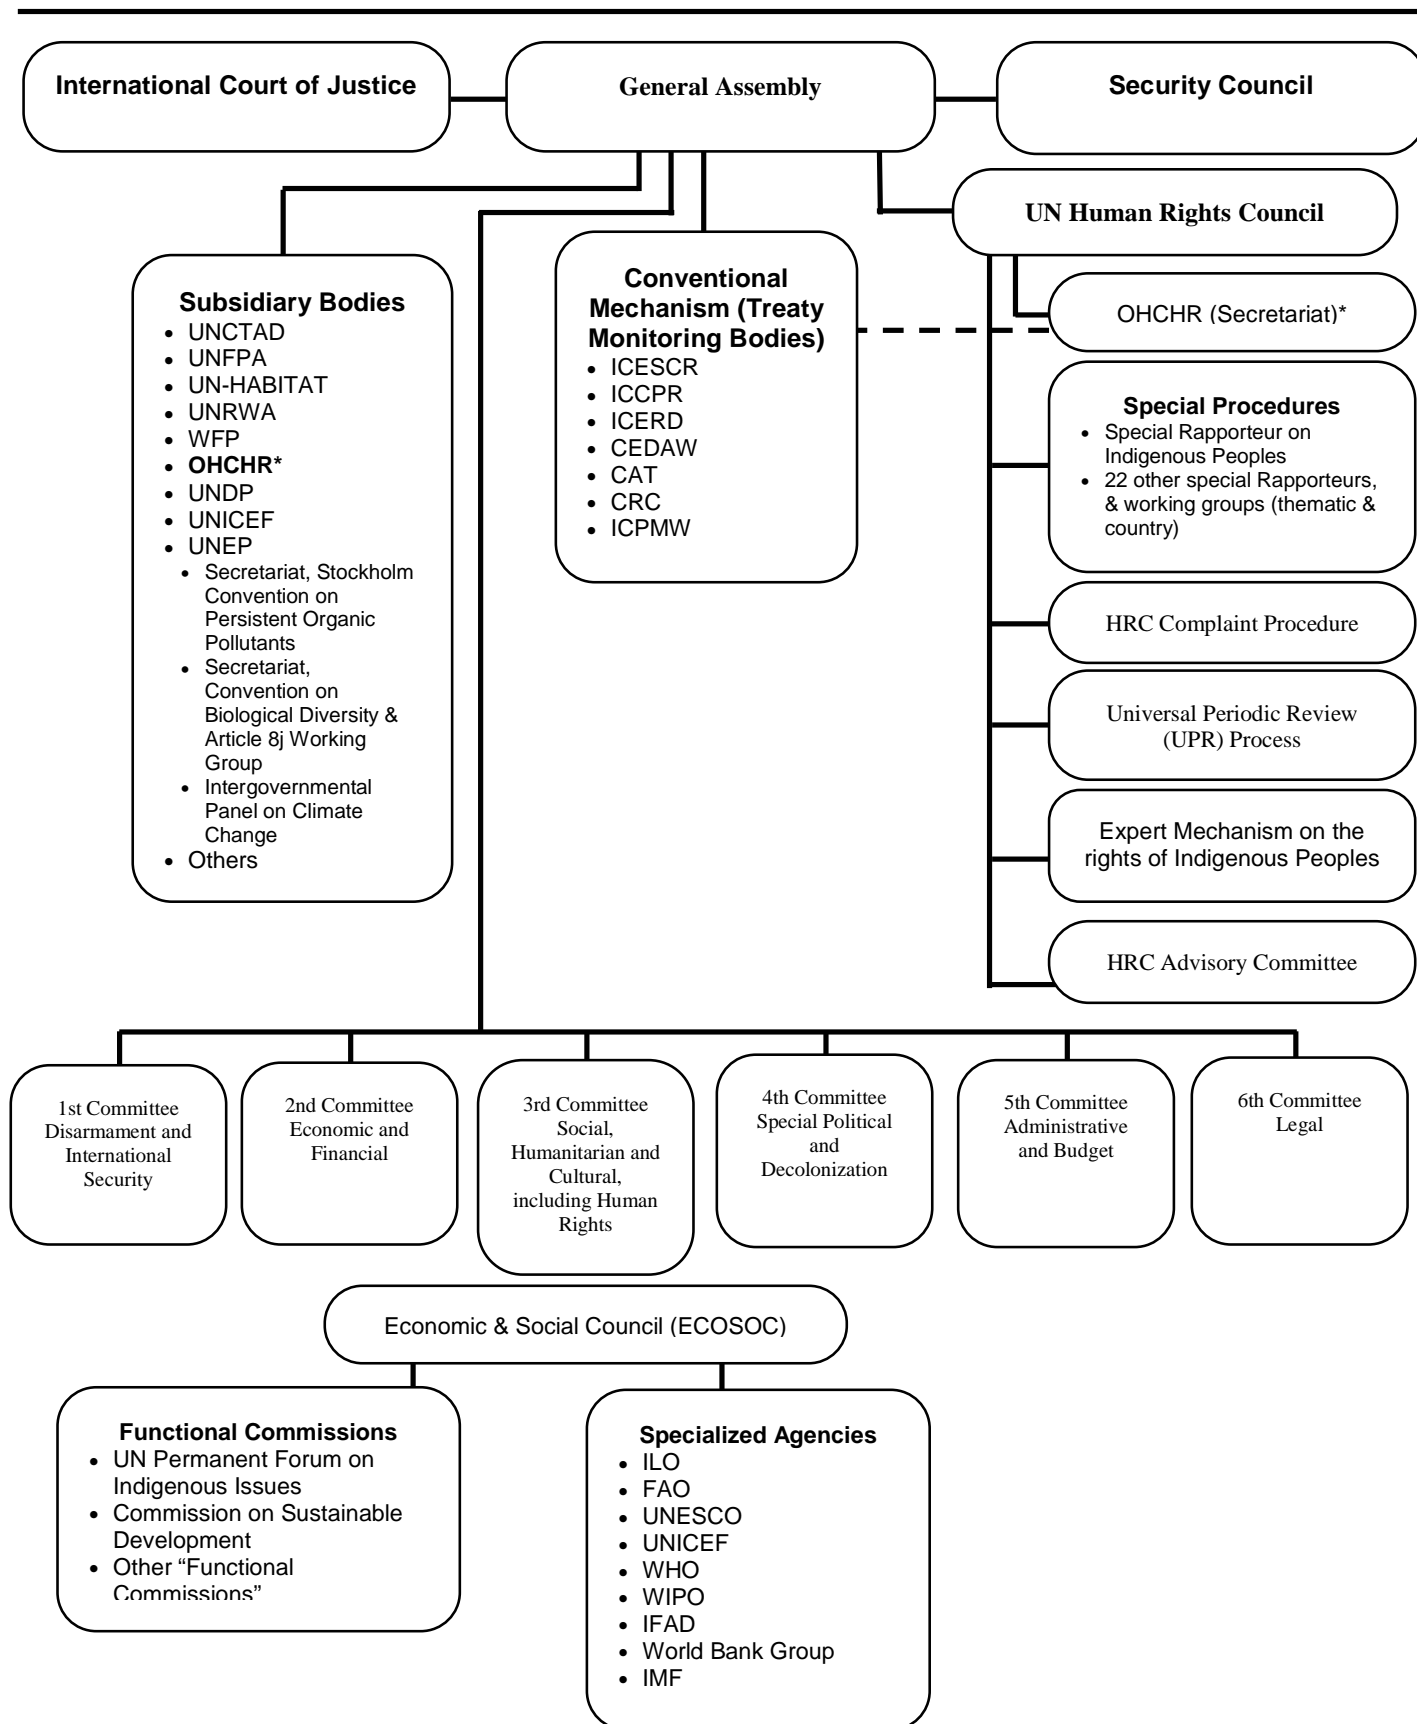 International Court of Justice
General Assembly
Security Council
UN Human Rights Council
Subsidiary Bodies
• UNCTAD
• UNFPA
• UN-HABITAT
• UNRWA
• WFP
• OHCHR*
• UNDP
• UNICEF
• UNEP
• Secretariat, Stockholm
Convention on
Persistent Organic
Pollutants
• Secretariat,
Convention on
Biological Diversity &
Article 8j Working
Group
• Intergovernmental
Panel on Climate
Change
• Others
Conventional
Mechanism (Treaty
Monitoring Bodies)
• ICESCR
• ICCPR
• ICERD
• CEDAW
• CAT
• CRC
• ICPMW
OHCHR (Secretariat)*
Special Procedures
• Special Rapporteur on
Indigenous Peoples
• 22 other special Rapporteurs,
& working groups (thematic &
country)
HRC Complaint Procedure
Universal Periodic Review
(UPR) Process
Expert Mechanism on the
rights of Indigenous Peoples
HRC Advisory Committee
1st Committee
Disarmament and
International
Security
2nd Committee
Economic and
Financial
3rd Committee
Social,
Humanitarian and
Cultural,
including Human
Rights
4th Committee
Special Political
and
Decolonization
5th Committee
Administrative
and Budget
6th Committee
Legal
Economic & Social Council (ECOSOC)
Functional Commissions
• UN Permanent Forum on
Indigenous Issues
• Commission on Sustainable
Development
• Other “Functional
Commissions”
Specialized Agencies
• ILO
• FAO
• UNESCO
• UNICEF
• WHO
• WIPO
• IFAD
• World Bank Group
• IMF